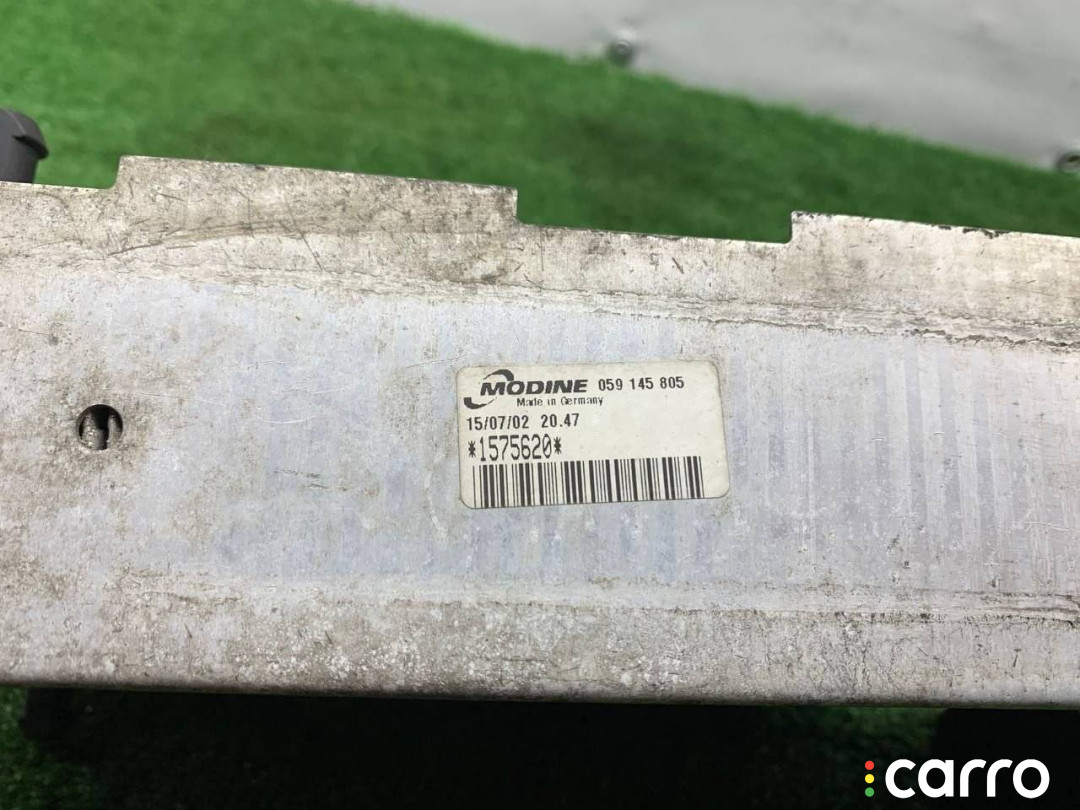 MODINE 059 145 805
Made in Germany
15/07/02 20.47
*1575620*
carro